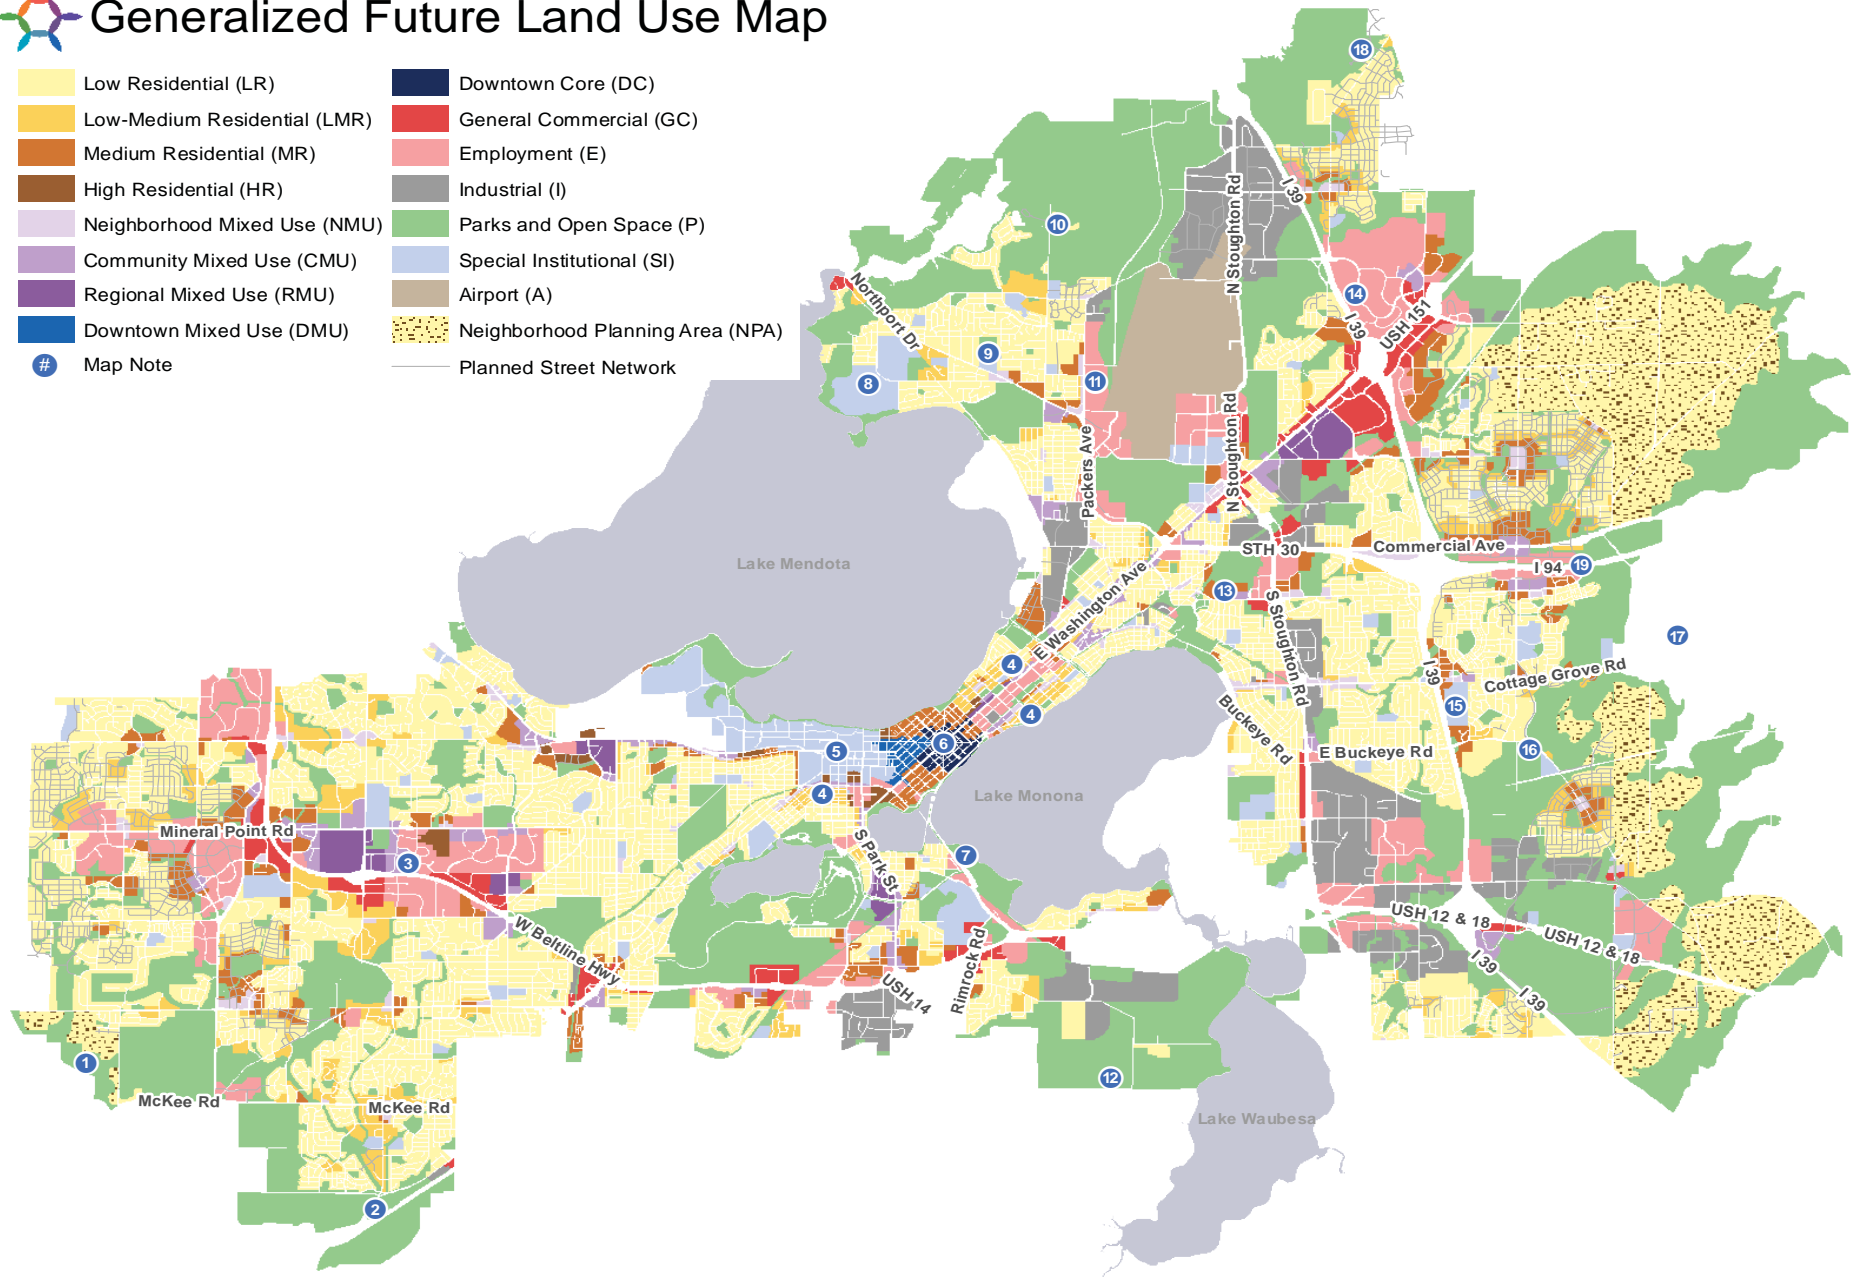 Generalized Future Land Use Map
Low Residential (LR)
Low-Medium Residential (LMR)
Medium Residential (MR)
High Residential (HR)
Neighborhood Mixed Use (NMU)
Community Mixed Use (CMU)
Regional Mixed Use (RMU)
Downtown Mixed Use (DMU)
# Map Note
Downtown Core (DC)
General Commercial (GC)
Employment (E)
Industrial (I)
Parks and Open Space (P)
Special Institutional (SI)
Airport (A)
Neighborhood Planning Area (NPA)
Planned Street Network
18
N Stoughton Rd
I 39
10
Northport Dr
14
I 39
USH 151
9
8
11
Packers Ave
N Stoughton Rd
N Stoughton Rd
STH 30
Commercial Ave
I 94
19
Lake Mendota
13
E Washington Ave
S Stoughton Rd
17
4
I39
Cottage Grove Rd
4
15
Buckeye Rd
6
5
E Buckeye Rd
16
4
Lake Monona
Mineral Point Rd
3
S Park St
7
W Beltline Hwy
USH 12 & 18
USH 12 & 18
I 39
I 39
Rimrock Rd
USH 14
1
12
McKee Rd
McKee Rd
Lake Waubesa
2